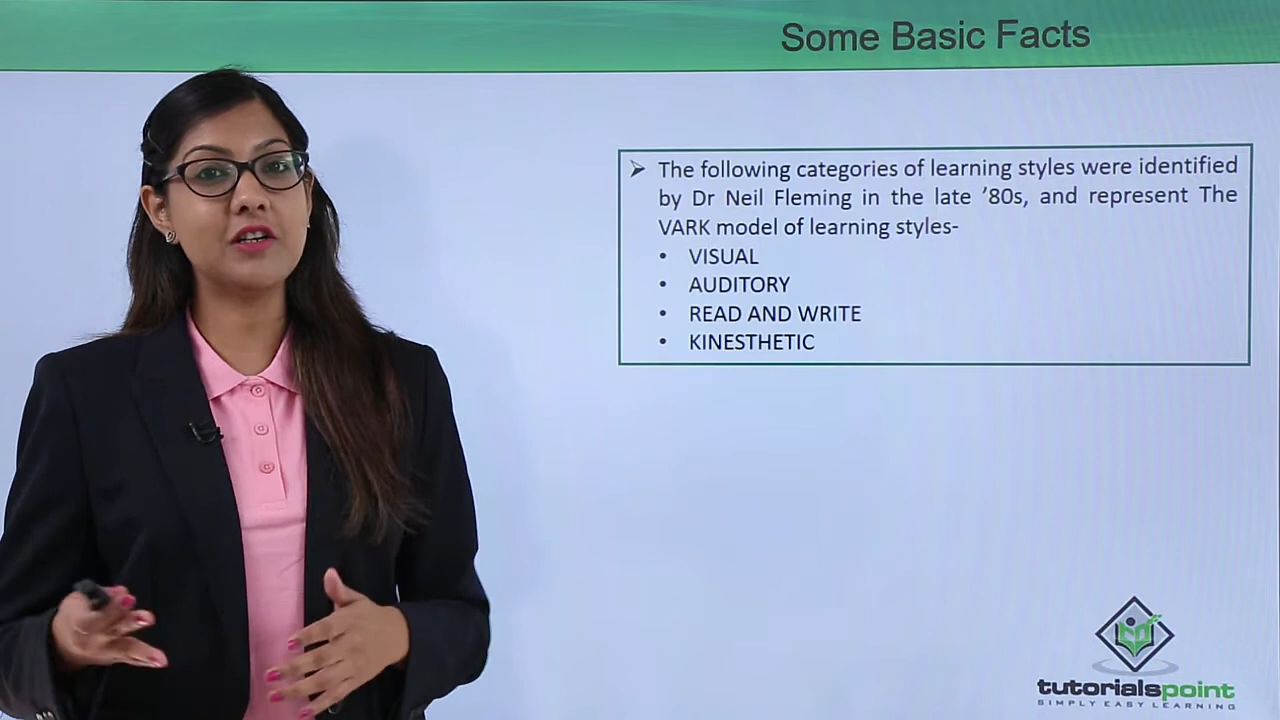 Some Basic Facts
➢ The following categories of learning styles were identified
by Dr Neil Fleming in the late ’80s, and represent The
VARK model of learning styles-
• VISUAL
• AUDITORY
• READ AND WRITE
• KINESTHETIC
tutorialspoint
SIMPLY EASY LEARNING